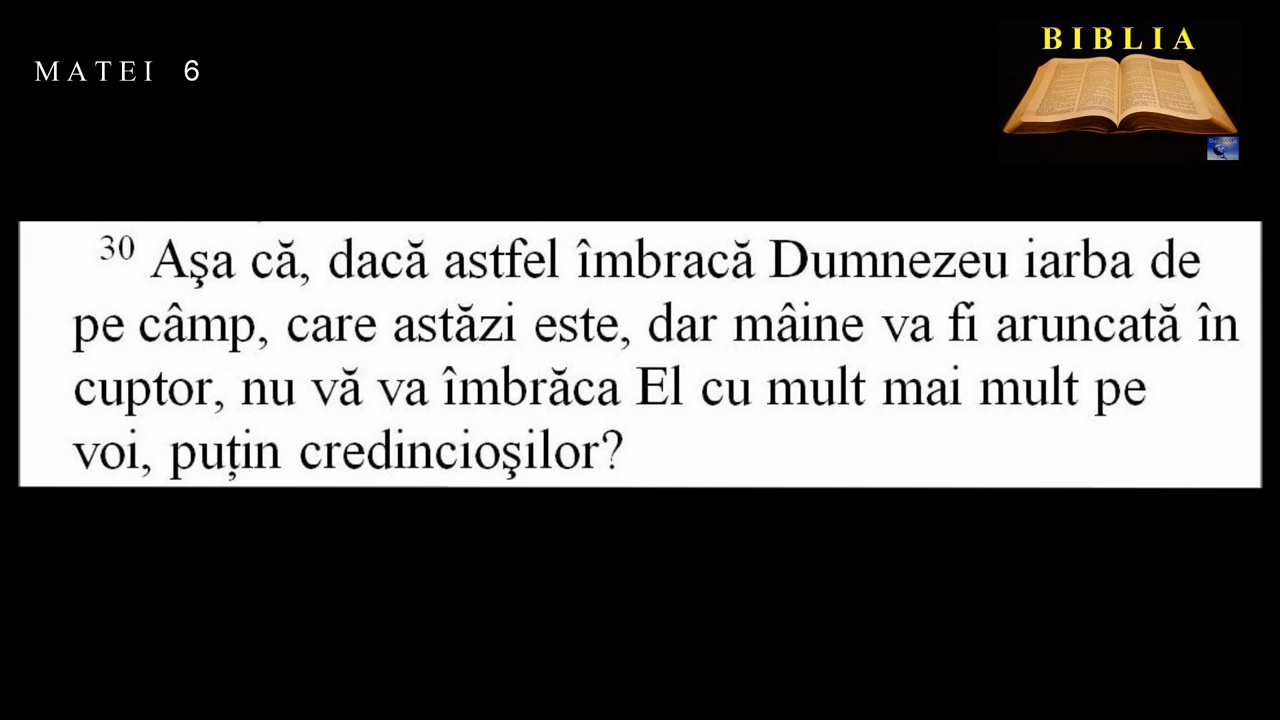 BIBLIA
MATEI 6
30 Aşa că, dacă astfel îmbracă Dumnezeu iarba de
pe câmp, care astăzi este, dar mâine va fi aruncată în
cuptor, nu vă va îmbrăca El cu mult mai mult pe
voi, puțin credincioşilor?